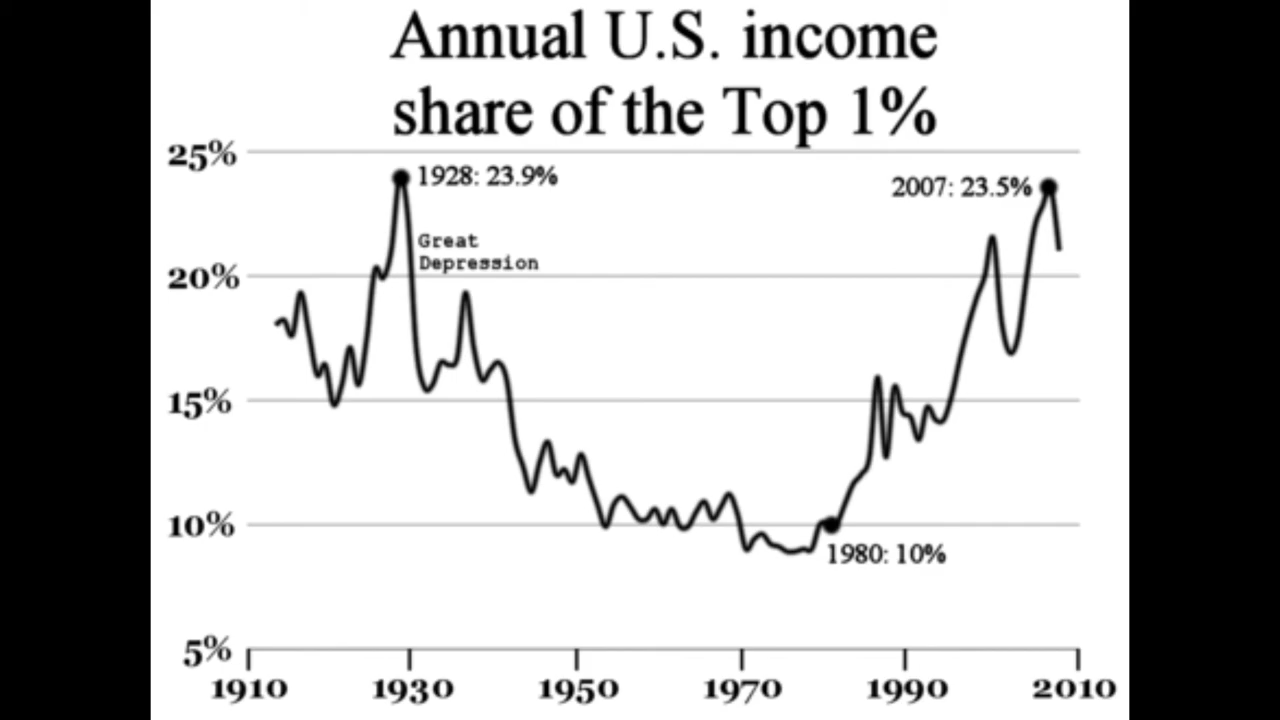 Annual U.S. income
share of the Top 1%
25%
1928: 23.9%
2007: 23.5%
Great
Depression
20%
15%
10%
1980: 10%
5%
1910 1930 1950 1970 1990 2010